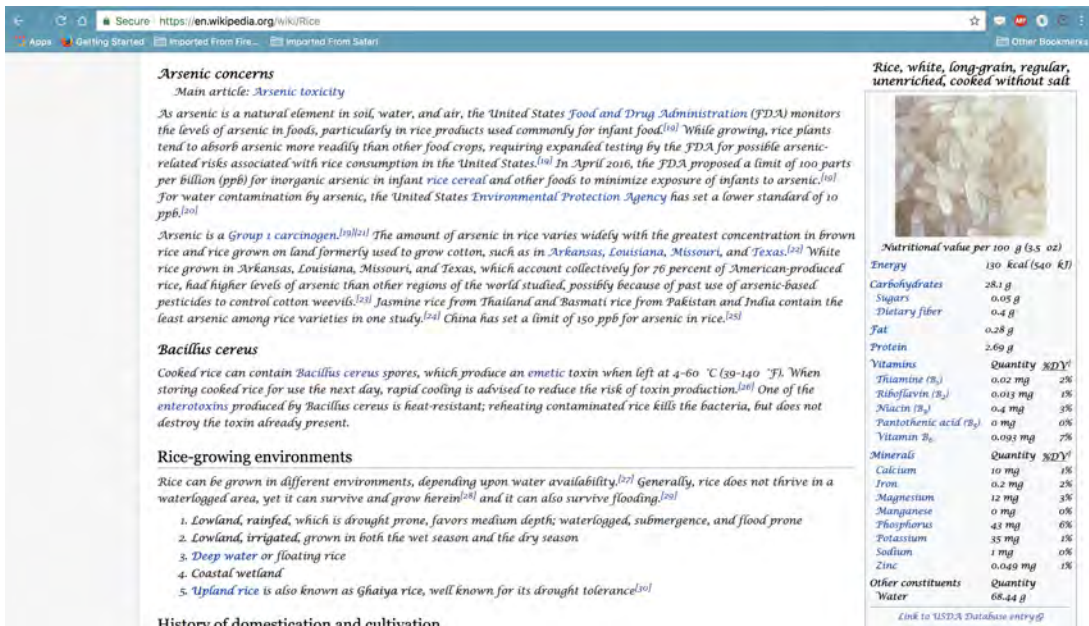 Secure https://en.wikipedia.org/wiki/Rice
Apps Getting Started Imported From Fire... Imported From Safari Other Bookmarks
Arsenic concerns
Main article: Arsenic toxicity
As arsenic is a natural element in soil, water, and air, the United States Food and Drug Administration (FDA) monitors
the levels of arsenic in foods, particularly in rice products used commonly for infant food.[19] While growing, rice plants
tend to absorb arsenic more readily than other food crops, requiring expanded testing by the FDA for possible arsenic-
related risks associated with rice consumption in the United States.[19] In April 2016, the FDA proposed a limit of 100 parts
per billion (ppb) for inorganic arsenic in infant rice cereal and other foods to minimize exposure of infants to arsenic.[19]
For water contamination by arsenic, the United States Environmental Protection Agency has set a lower standard of 10
ppb.[20]
Arsenic is a Group 1 carcinogen.[19][21] The amount of arsenic in rice varies widely with the greatest concentration in brown
rice and rice grown on land formerly used to grow cotton, such as in Arkansas, Louisiana, Missouri, and Texas.[22] White
rice grown in Arkansas, Louisiana, Missouri, and Texas, which account collectively for 76 percent of American-produced
rice, had higher levels of arsenic than other regions of the world studied, possibly because of past use of arsenic-based
pesticides to control cotton weevils.[23] Jasmine rice from Thailand and Basmati rice from Pakistan and India contain the
least arsenic among rice varieties in one study.[24] China has set a limit of 150 ppb for arsenic in rice.[25]
Bacillus cereus
Cooked rice can contain Bacillus cereus spores, which produce an emetic toxin when left at 4–60 °C (39–140 °F). When
storing cooked rice for use the next day, rapid cooling is advised to reduce the risk of toxin production.[26] One of the
enterotoxins produced by Bacillus cereus is heat-resistant; reheating contaminated rice kills the bacteria, but does not
destroy the toxin already present.
Rice-growing environments
Rice can be grown in different environments, depending upon water availability.[27] Generally, rice does not thrive in a
waterlogged area, yet it can survive and grow herein[28] and it can also survive flooding.[29]
1. Lowland, rainfed, which is drought prone, favors medium depth; waterlogged, submergence, and flood prone
2. Lowland, irrigated, grown in both the wet season and the dry season
3. Deep water or floating rice
4. Coastal wetland
5. Upland rice is also known as Ghaiya rice, well known for its drought tolerance[30]
History of domestication and cultivation
Rice, white, long-grain, regular,
unenriched, cooked without salt
Nutritional value per 100 g (3.5 oz)
Energy 130 kcal (540 kJ)
Carbohydrates 28.1 g
Sugars 0.05 g
Dietary fiber 0.4 g
Fat 0.28 g
Protein 2.69 g
Vitamins Quantity %DV†
Thiamine (B1) 0.02 mg 2%
Riboflavin (B2) 0.013 mg 1%
Niacin (B3) 0.4 mg 3%
Pantothenic acid (B5) 0 mg 0%
Vitamin B6 0.093 mg 7%
Minerals Quantity %DV†
Calcium 10 mg 1%
Iron 0.2 mg 2%
Magnesium 12 mg 3%
Manganese 0 mg 0%
Phosphorus 43 mg 6%
Potassium 35 mg 1%
Sodium 1 mg 0%
Zinc 0.049 mg 1%
Other constituents Quantity
Water 68.44 g
Link to USDA Database entry